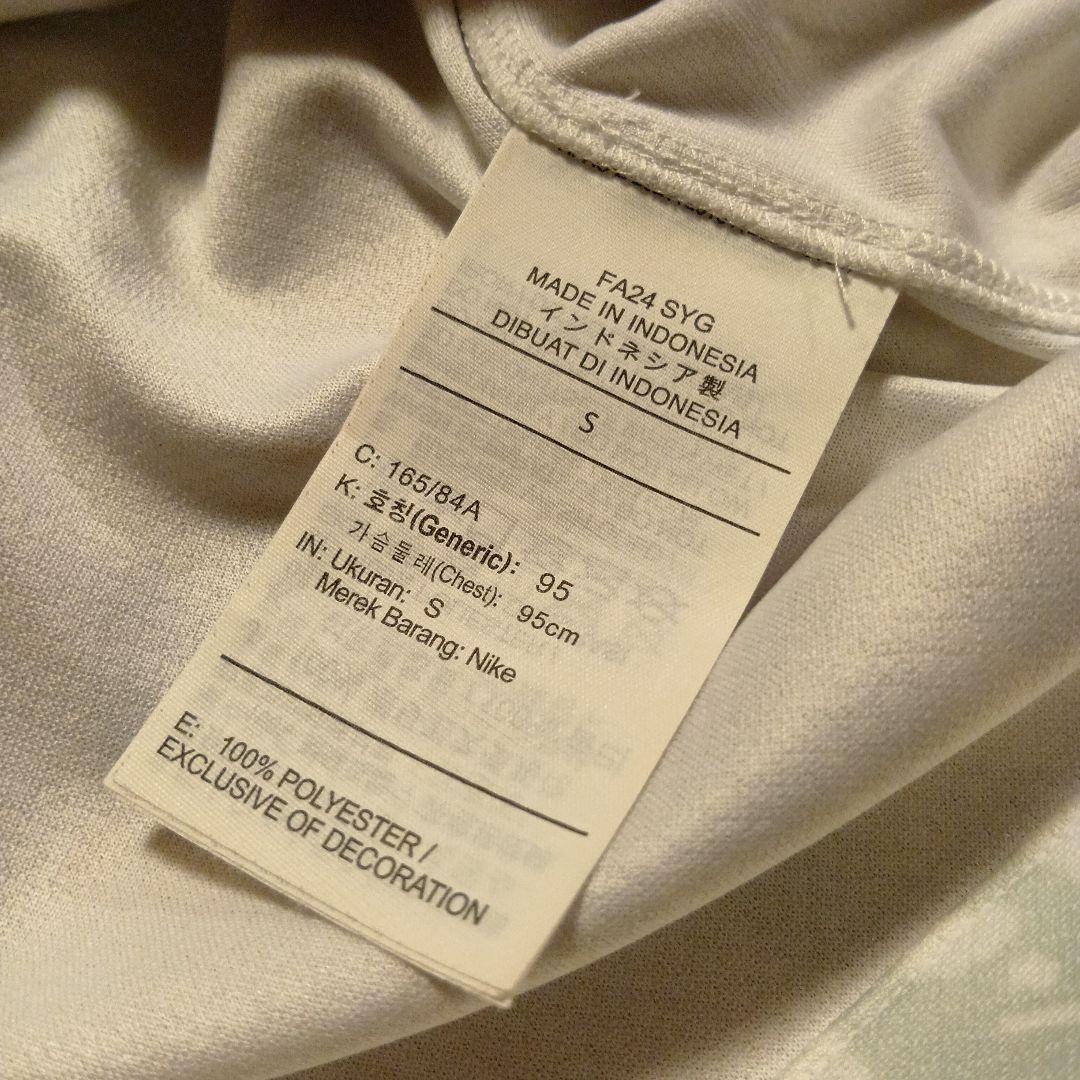 FA24 SYG
MADE IN INDONESIA
インドネシア製
DIBUAT DI INDONESIA
S
C: 165/84A
K: 호칭(Generic): 95
가슴둘레(Chest): 95cm
IN: Ukuran: S
Merek Barang: Nike
E: 100% POLYESTER /
EXCLUSIVE OF DECORATION